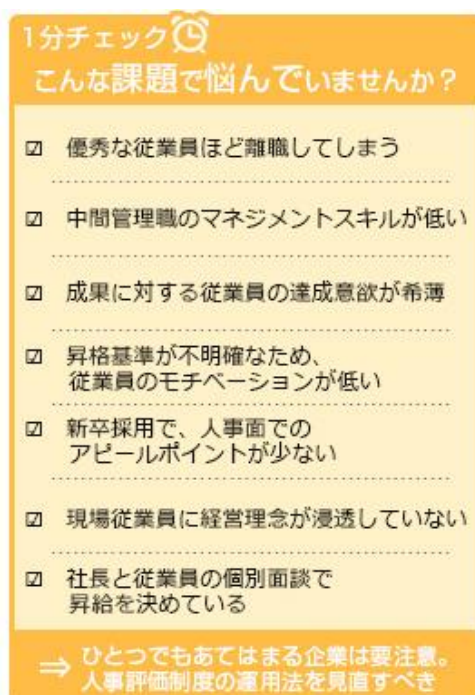 1分チェック
こんな課題で悩んでいませんか？
☑ 優秀な従業員ほど離職してしまう
☑ 中間管理職のマネジメントスキルが低い
☑ 成果に対する従業員の達成意欲が希薄
☑ 昇格基準が不明確なため、
従業員のモチベーションが低い
☑ 新卒採用で、人事面での
アピールポイントが少ない
☑ 現場従業員に経営理念が浸透していない
☑ 社長と従業員の個別面談で
昇給を決めている
⇒ ひとつでもあてはまる企業は要注意。
人事評価制度の運用法を見直すべき